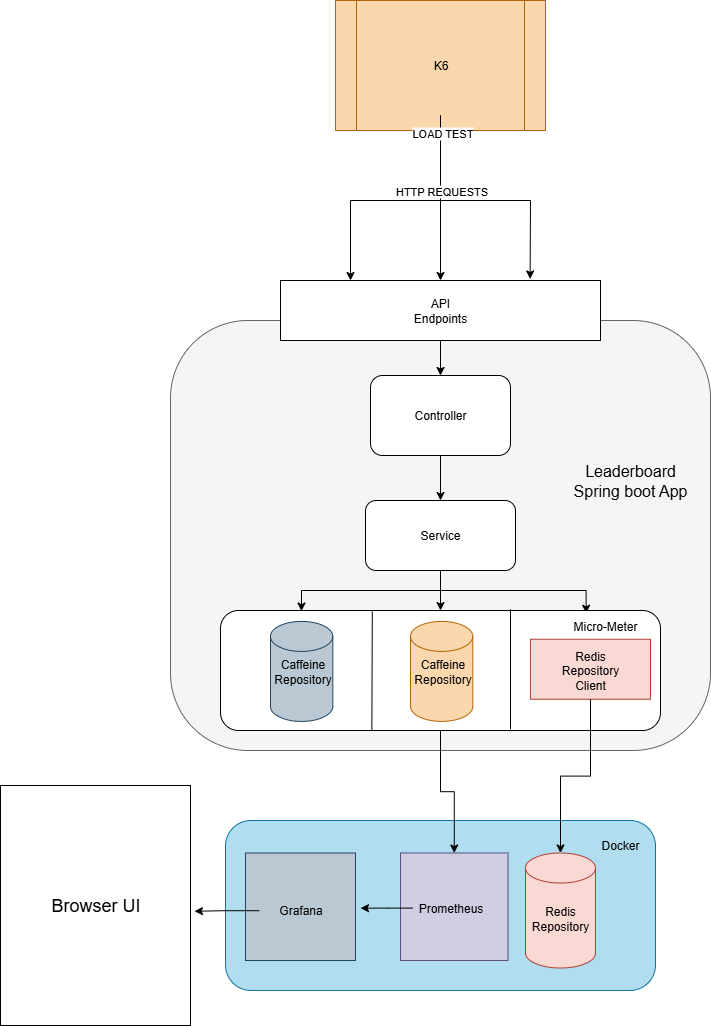 K6
LOAD TEST
HTTP REQUESTS
API
Endpoints
Controller
Leaderboard
Spring boot App
Service
Micro-Meter
Caffeine
Repository
Caffeine
Repository
Redis
Repository
Client
Docker
Browser UI
Grafana
Prometheus
Redis
Repository